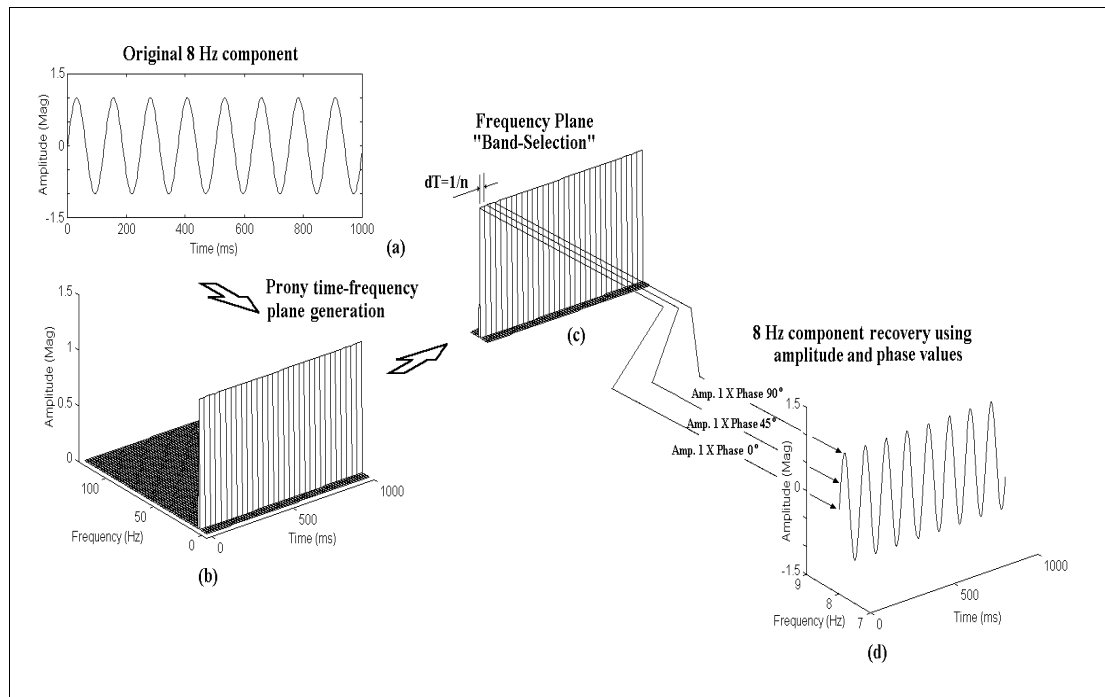 Original 8 Hz component
1.5
0
-1.5
Amplitude (Mag)
0
200
400
600
800
1000
Time (ms)
(a)
Prony time-frequency
plane generation
1.5
1
0.5
0
Amplitude (Mag)
100
50
0
Frequency (Hz)
0
500
1000
Time (ms)
(b)
Frequency Plane
"Band-Selection"
dT=1/n
(c)
8 Hz component recovery using
amplitude and phase values
Amp. 1 X Phase 90°
Amp. 1 X Phase 45°
Amp. 1 X Phase 0°
1.5
0
-1.5
Amplitude (Mag)
9
8
7
Frequency (Hz)
0
500
1000
Time (ms)
(d)